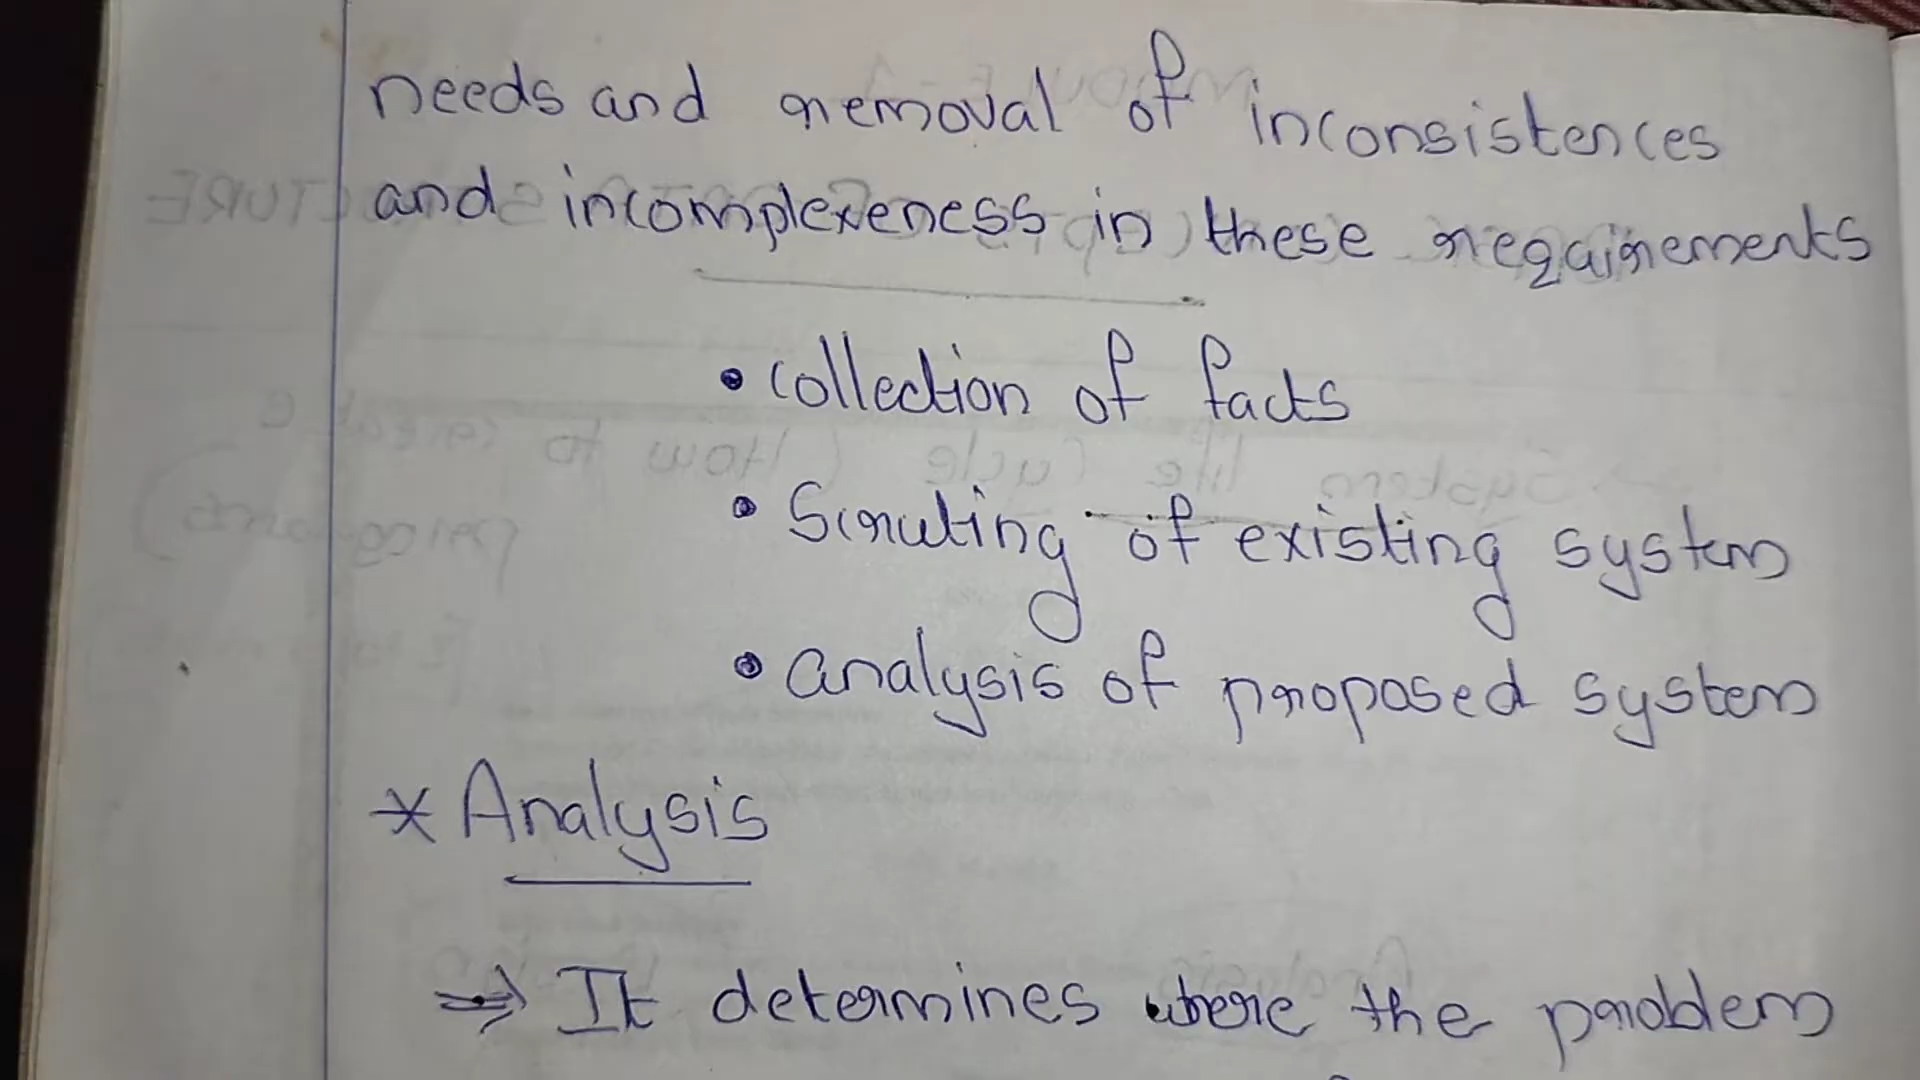 needs and removal of inconsistences
and incomplexeness in these requirements
• Collection of facts
• Scruting of existing system
• Analysis of proposed system
* Analysis
⇒ It determines where the problem